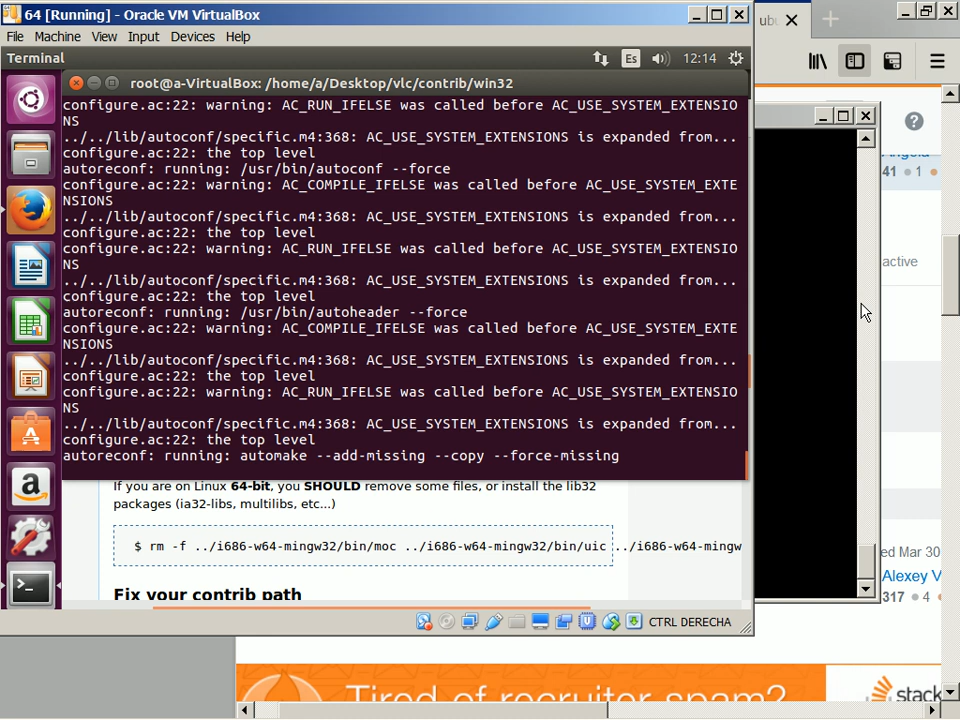 64 [Running] - Oracle VM VirtualBox
File Machine View Input Devices Help
Terminal
Es
12:14
root@a-VirtualBox: /home/a/Desktop/vlc/contrib/win32
configure.ac:22: warning: AC_RUN_IFELSE was called before AC_USE_SYSTEM_EXTENSIO
NS
../../lib/autoconf/specific.m4:368: AC_USE_SYSTEM_EXTENSIONS is expanded from...
configure.ac:22: the top level
autoreconf: running: /usr/bin/autoconf --force
configure.ac:22: warning: AC_COMPILE_IFELSE was called before AC_USE_SYSTEM_EXTE
NSIONS
../../lib/autoconf/specific.m4:368: AC_USE_SYSTEM_EXTENSIONS is expanded from...
configure.ac:22: the top level
configure.ac:22: warning: AC_RUN_IFELSE was called before AC_USE_SYSTEM_EXTENSIO
NS
../../lib/autoconf/specific.m4:368: AC_USE_SYSTEM_EXTENSIONS is expanded from...
configure.ac:22: the top level
autoreconf: running: /usr/bin/autoheader --force
configure.ac:22: warning: AC_COMPILE_IFELSE was called before AC_USE_SYSTEM_EXTE
NSIONS
../../lib/autoconf/specific.m4:368: AC_USE_SYSTEM_EXTENSIONS is expanded from...
configure.ac:22: the top level
configure.ac:22: warning: AC_RUN_IFELSE was called before AC_USE_SYSTEM_EXTENSIO
NS
../../lib/autoconf/specific.m4:368: AC_USE_SYSTEM_EXTENSIONS is expanded from...
configure.ac:22: the top level
autoreconf: running: automake --add-missing --copy --force-missing
If you are on Linux 64-bit, you SHOULD remove some files, or install the lib32
packages (ia32-libs, multilibs, etc...)
$ rm -f ../i686-w64-mingw32/bin/moc ../i686-w64-mingw32/bin/uic ../i686-w64-mingw
Fix your contrib path
CTRL DERECHA
ubu
41 1
active
ed Mar 30
Alexey V
317 4
Tired of recruiter spam?
stack